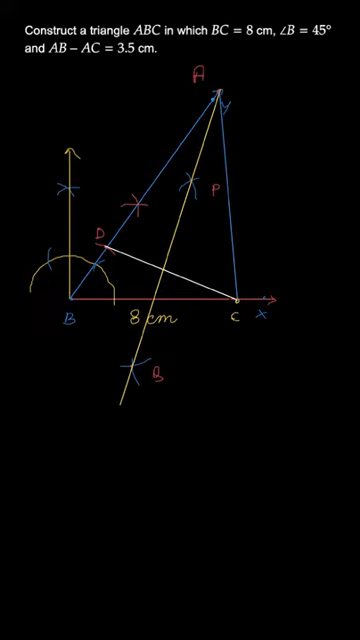 Construct a triangle ABC in which BC = 8 cm, ∠B = 45°
and AB − AC = 3.5 cm.
A
y
P
D
B
8 cm
C
x
B